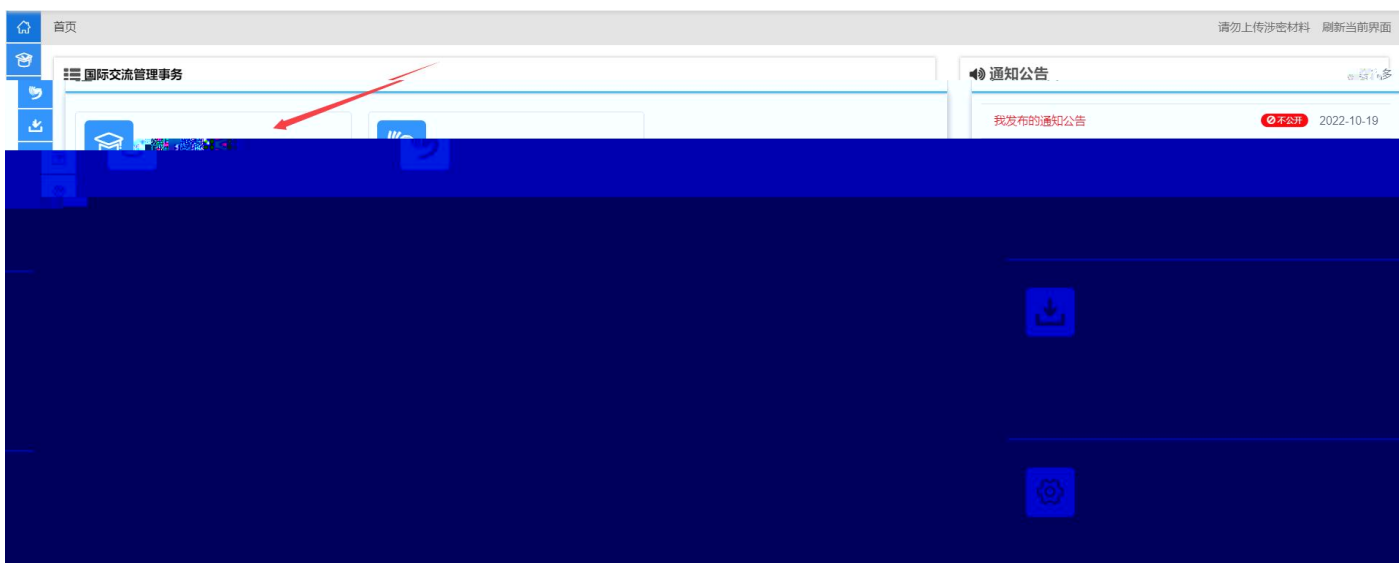 首页
请勿上传涉密材料 刷新当前界面
国际交流管理事务
通知公告
多
我发布的通知公告
不公开 2022-10-19